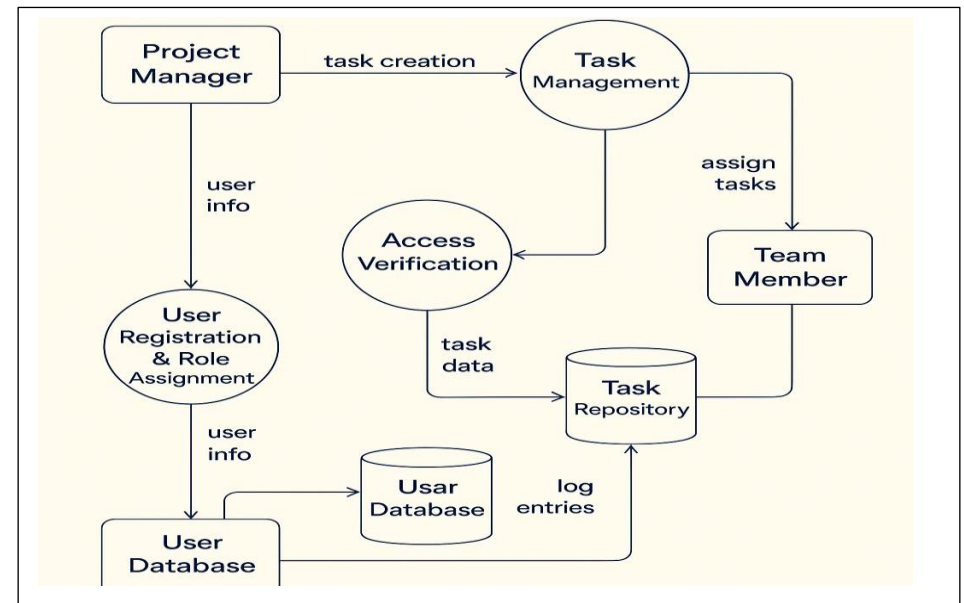 Project
Manager
task creation
Task
Management
user
info
assign
tasks
Access
Verification
Team
Member
User
Registration
& Role
Assignment
task
data
Task
Repository
user
info
Usar
Database
log
entries
User
Database